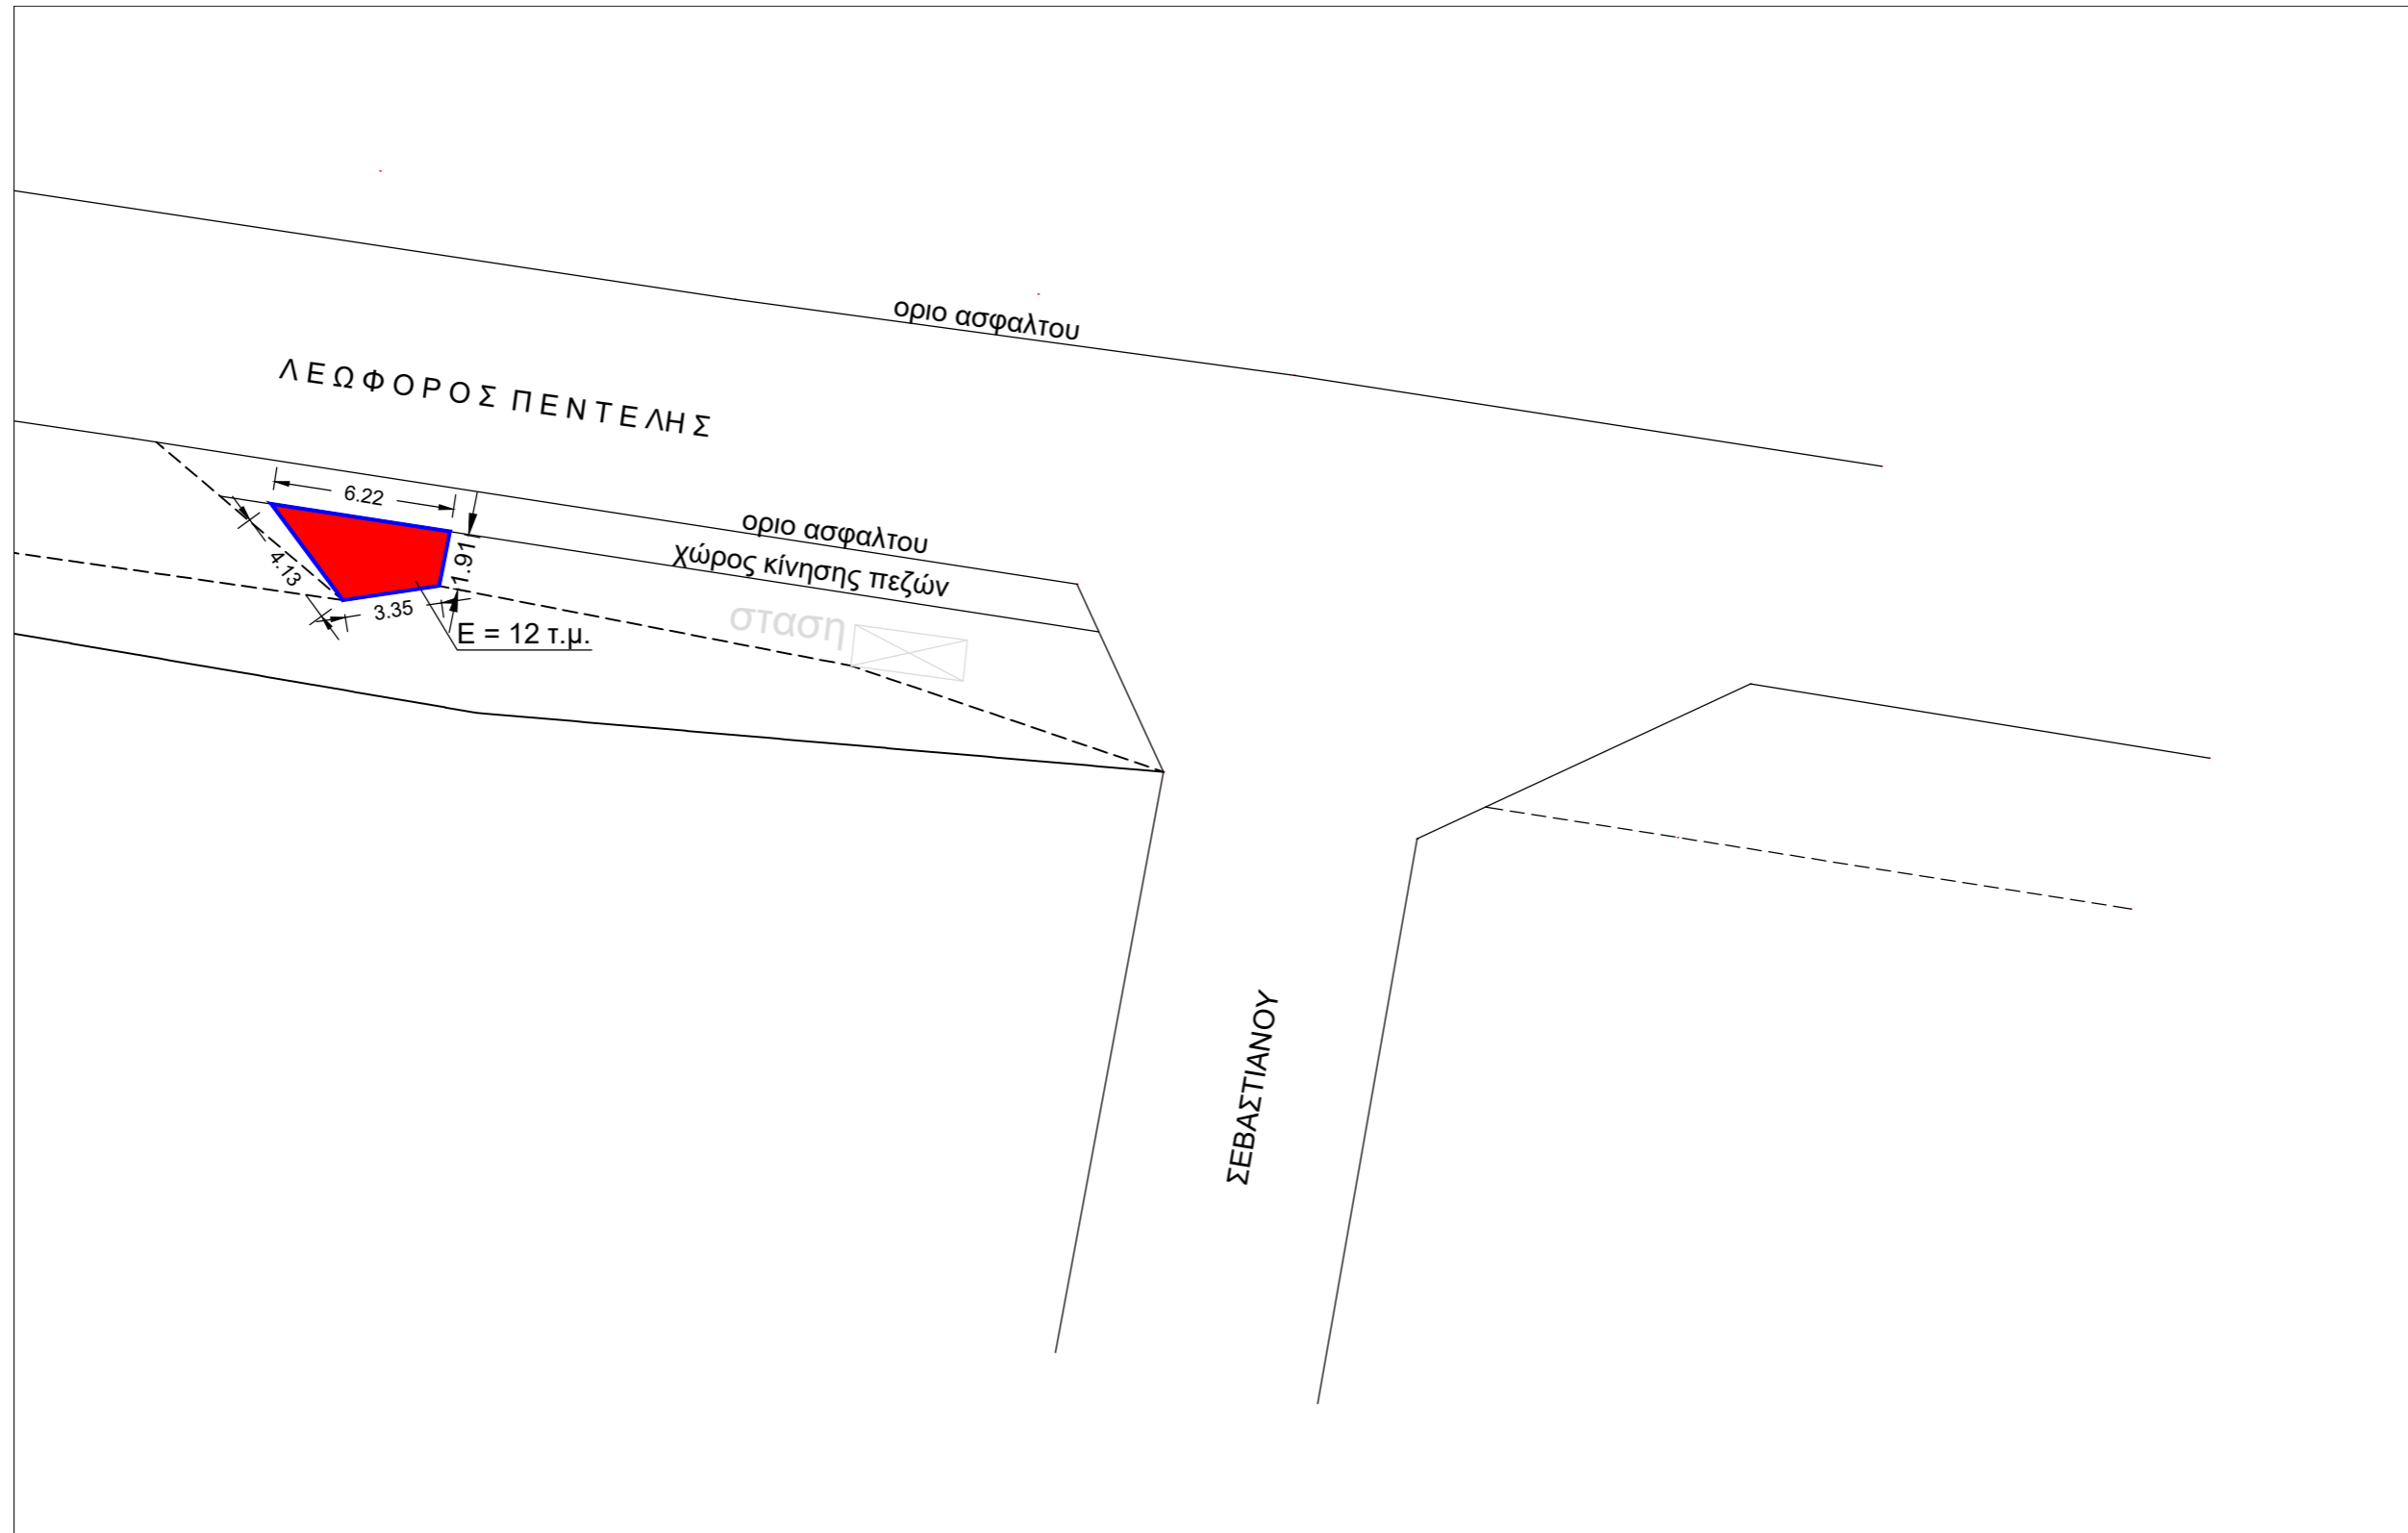 οριο ασφαλτου
ΛΕΩΦΟΡΟΣ ΠΕΝΤΕΛΗΣ
6.22
οριο ασφαλτου
χώρος κίνησης πεζών
1.91
4.13
3.35
σταση
Ε = 12 τ.μ.
ΣΕΒΑΣΤΙΑΝΟΥ